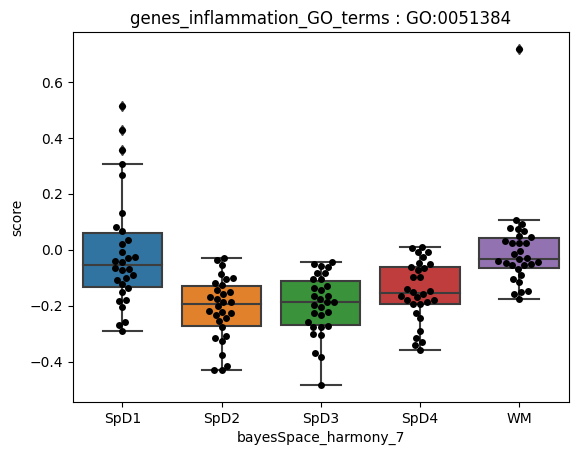 genes_inflammation_GO_terms : GO:0051384
0.6
0.4
0.2
0.0
−0.2
−0.4
score
SpD1 SpD2 SpD3 SpD4 WM
bayesSpace_harmony_7